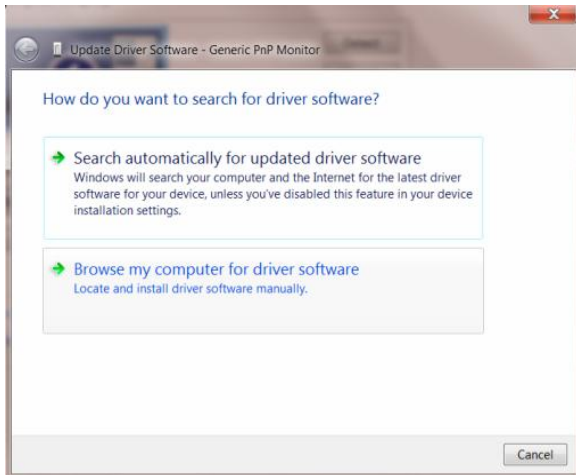 Update Driver Software - Generic PnP Monitor
How do you want to search for driver software?
Search automatically for updated driver software
Windows will search your computer and the Internet for the latest driver
software for your device, unless you've disabled this feature in your device
installation settings.
Browse my computer for driver software
Locate and install driver software manually.
Cancel